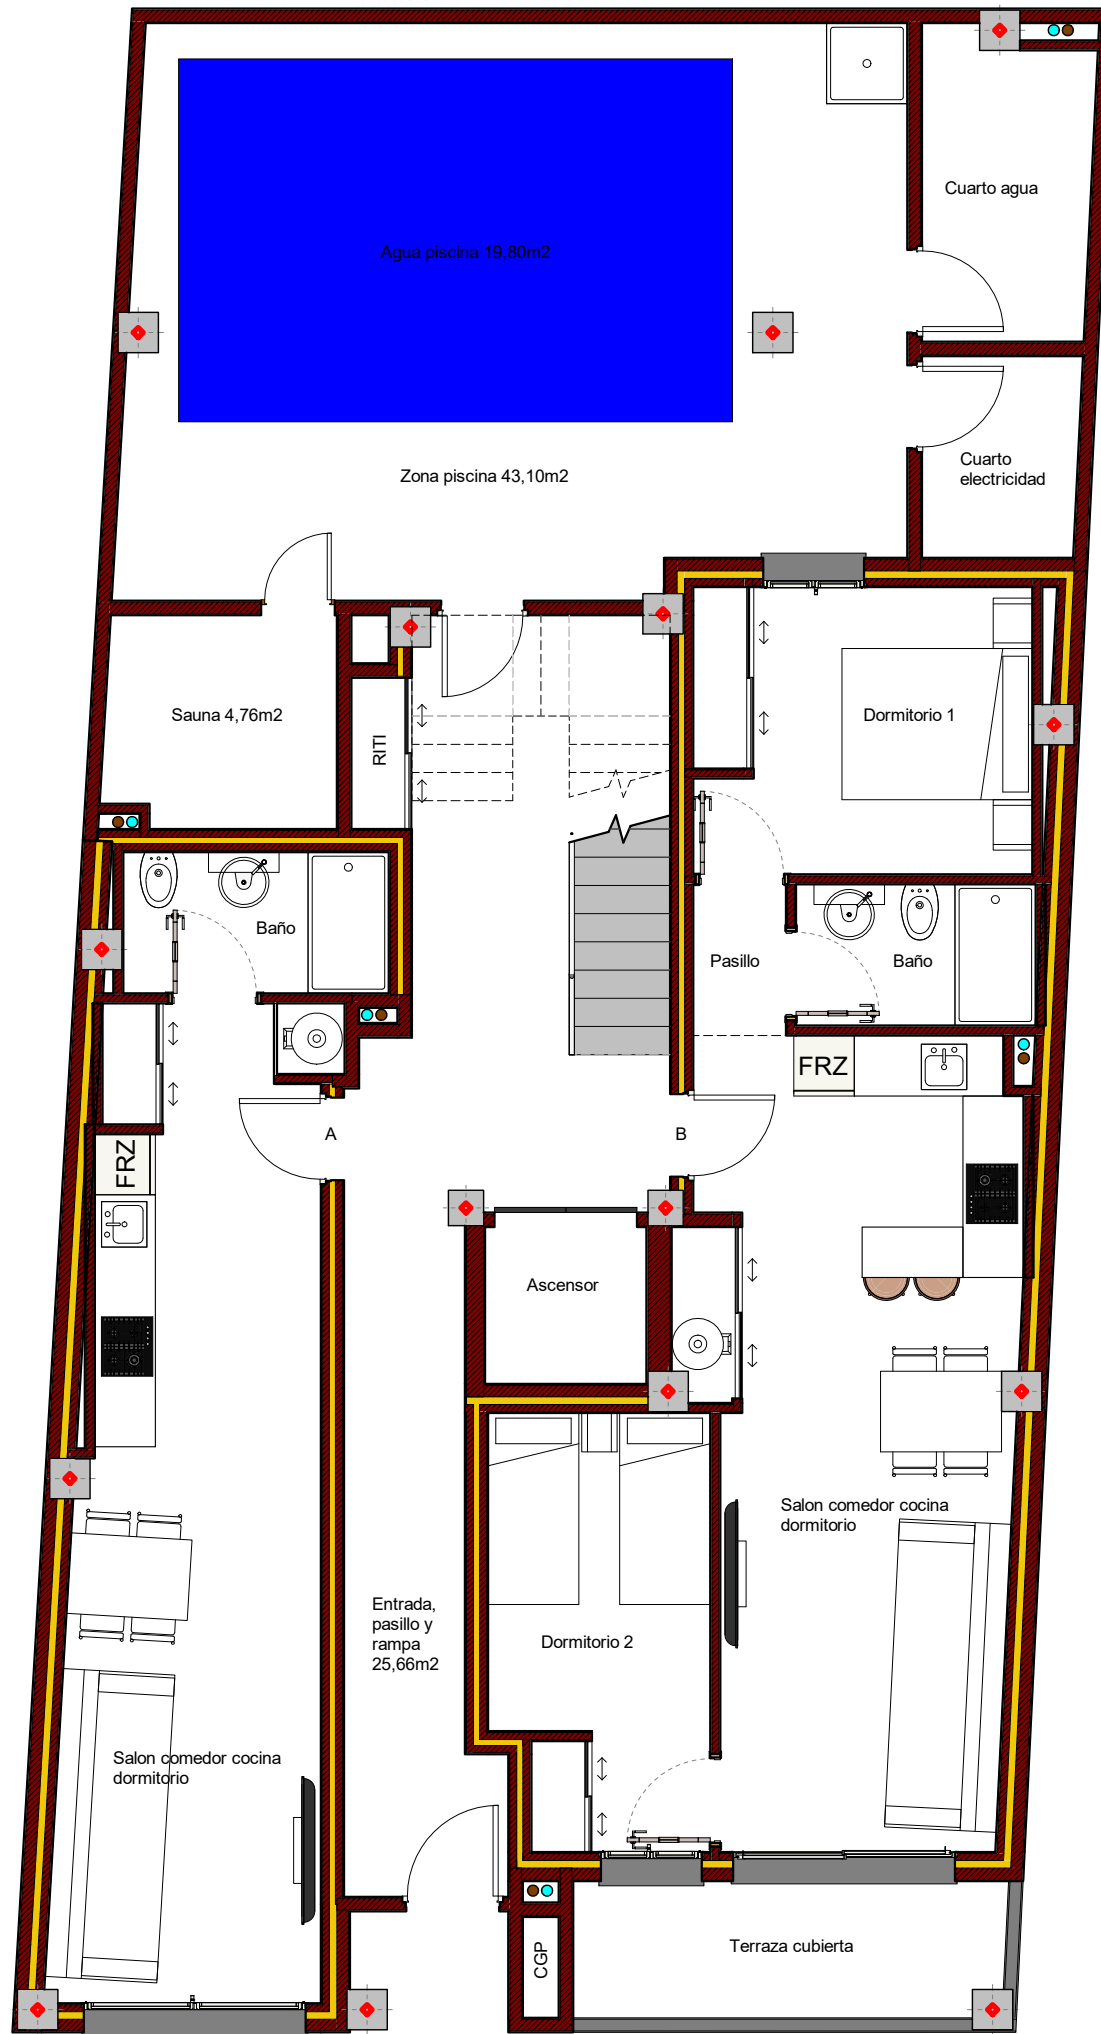 Cuarto agua
Agua piscina 19,80m2
Cuarto
electricidad
Zona piscina 43,10m2
Sauna 4,76m2
RITI
Dormitorio 1
Baño
Pasillo
Baño
FRZ
A
B
FRZ
Ascensor
Salon comedor cocina
dormitorio
Entrada,
pasillo y
rampa
25,66m2
Dormitorio 2
Salon comedor cocina
dormitorio
CGP
Terraza cubierta